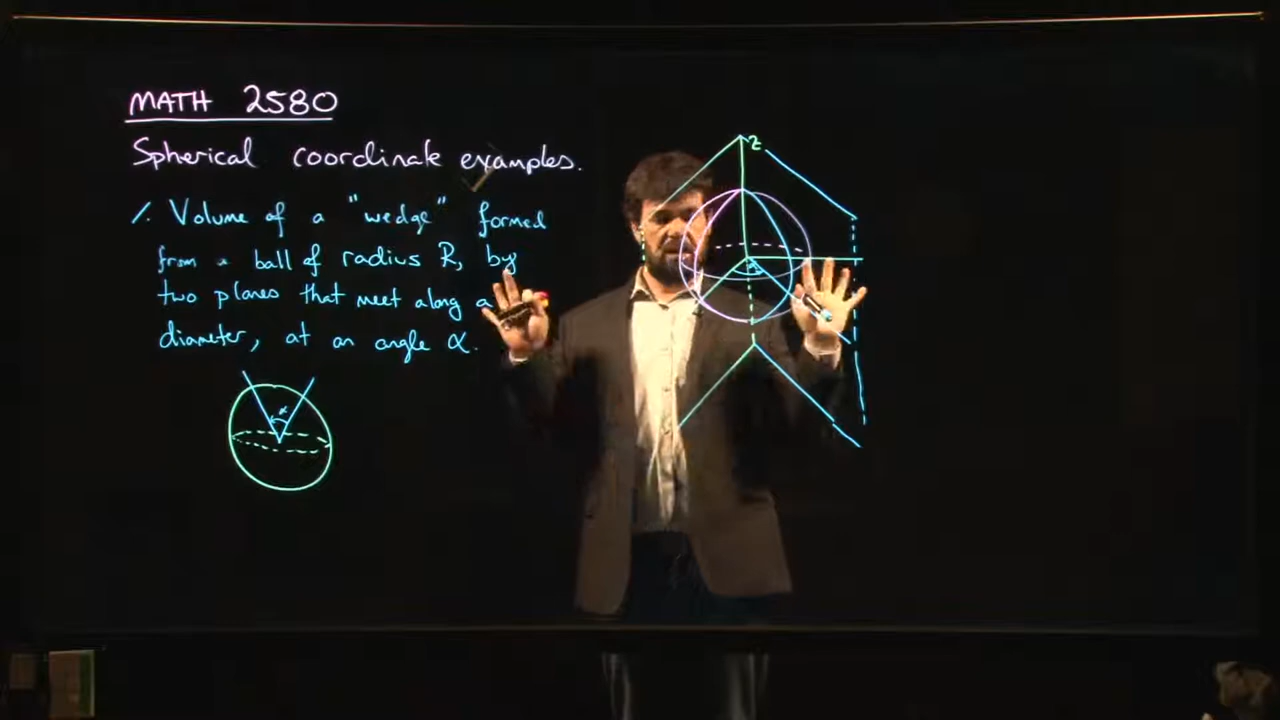 MATH 2580
Spherical coordinate examples.
1. Volume of a "wedge" formed
from a ball of radius R, by
two planes that meet along a
diameter, at an angle α.
α
z
α